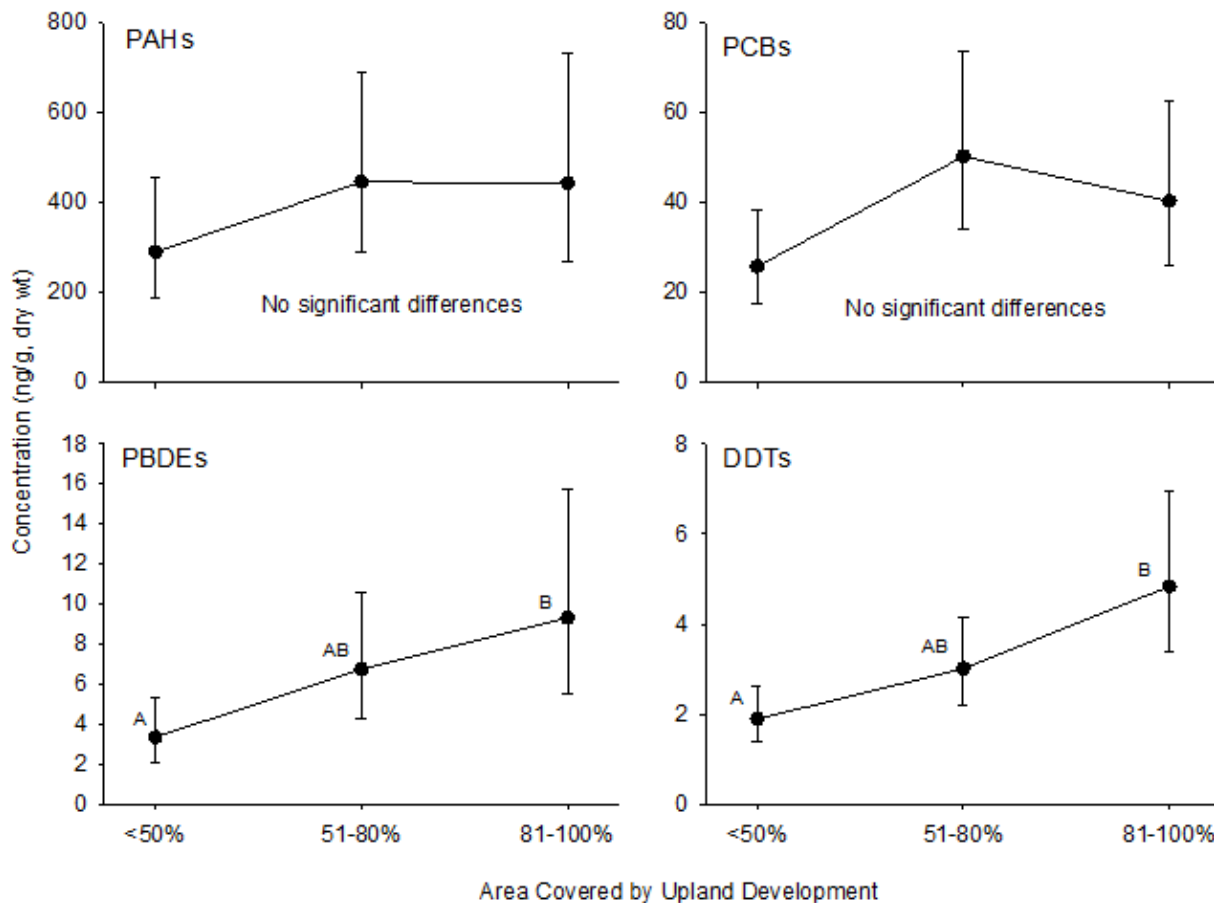 PAHs
800
600
400
200
0
No significant differences
PCBs
80
60
40
20
0
No significant differences
Concentration (ng/g, dry wt)
PBDEs
18
16
14
12
10
8
6
4
2
0
A
AB
B
<50%
51-80%
81-100%
DDTs
8
6
4
2
0
A
AB
B
<50%
51-80%
81-100%
Area Covered by Upland Development